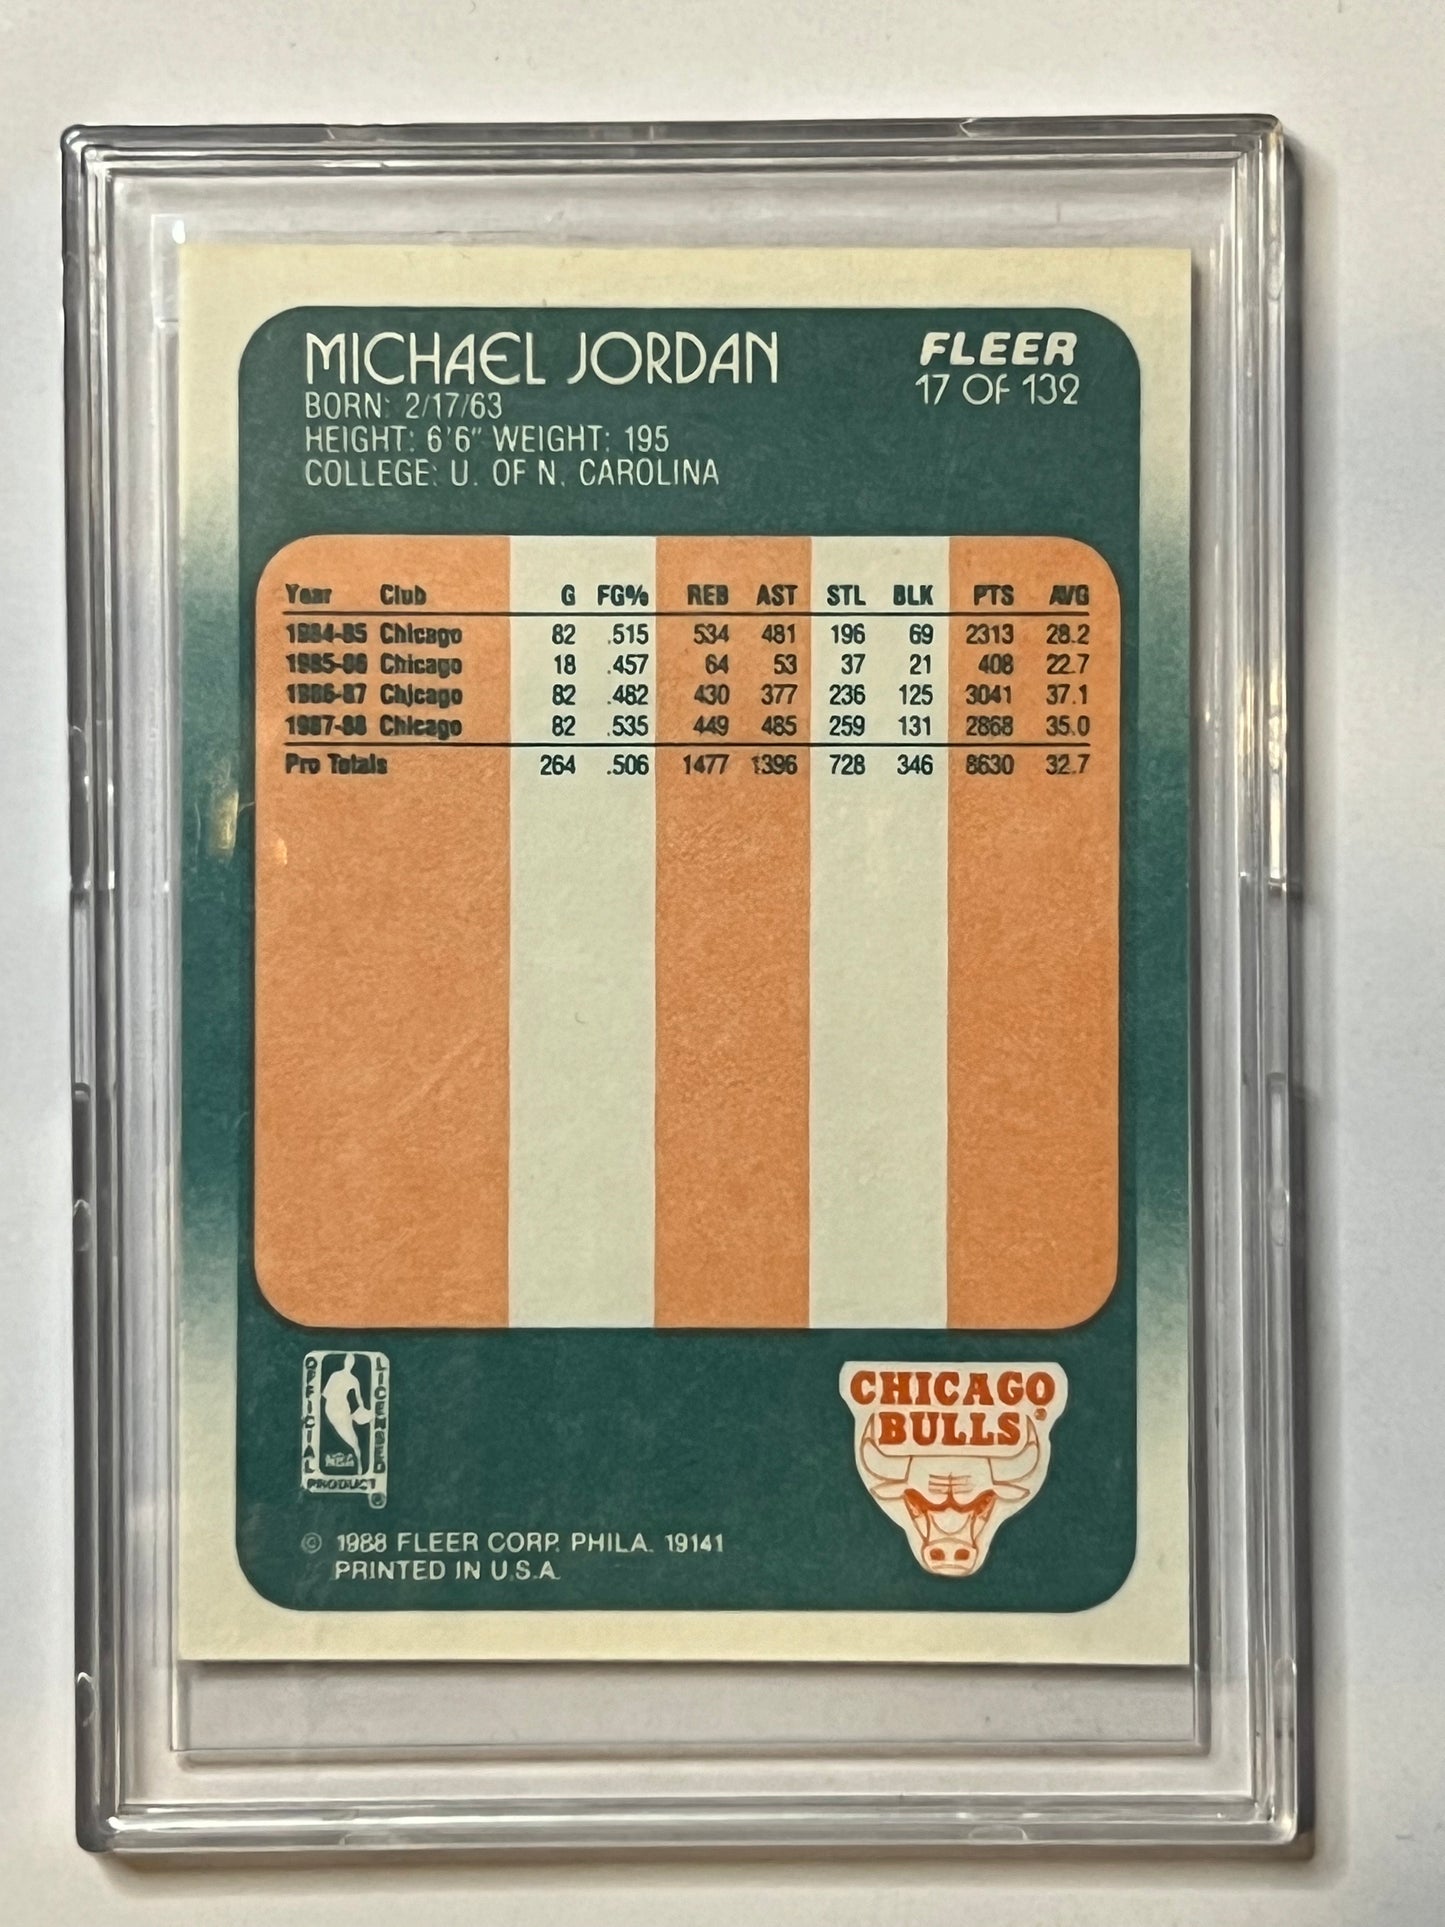 MICHAEL JORDAN
FLEER
17 OF 132
BORN: 2/17/63
HEIGHT: 6'6" WEIGHT: 195
COLLEGE: U. OF N. CAROLINA
Year Club G FG% REB AST STL BLK PTS AVG
1984-85 Chicago 82 .515 534 481 196 69 2313 28.2
1985-86 Chicago 18 .457 64 53 37 21 408 22.7
1986-87 Chicago 82 .482 430 377 236 125 3041 37.1
1987-88 Chicago 82 .535 449 485 259 131 2868 35.0
Pro Totals 264 .506 1477 1396 728 346 8630 32.7
OFFICIAL LICENSED
NBA
PRODUCT ®
CHICAGO
BULLS ®
© 1988 FLEER CORP. PHILA. 19141
PRINTED IN U.S.A.